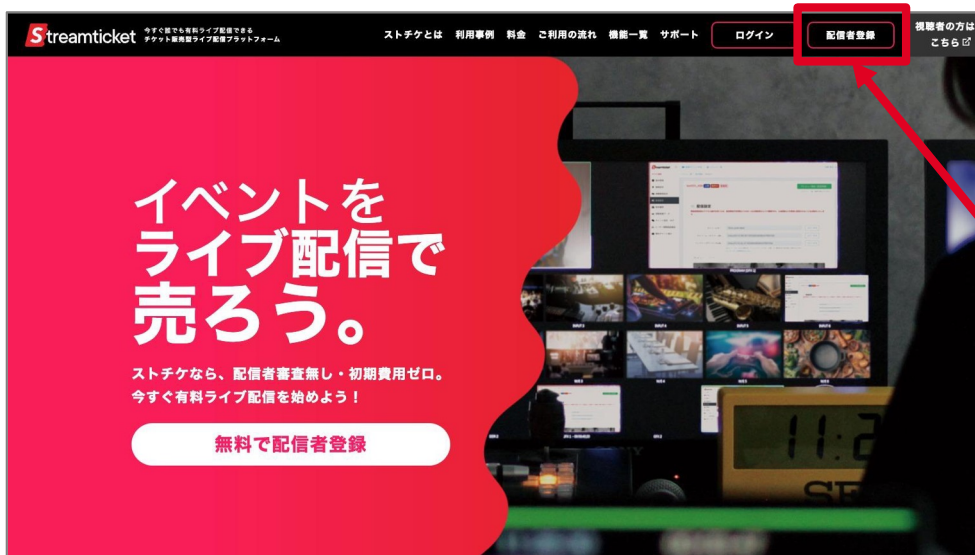 Streamticket
今すぐ誰でも有料ライブ配信できる
チケット販売型ライブ配信プラットフォーム
ストチケとは 利用事例 料金 ご利用の流れ 機能一覧 サポート ログイン 配信者登録
視聴者の方は
こちら
イベントを
ライブ配信で
売ろう。
ストチケなら、配信者審査無し・初期費用ゼロ。
今すぐ有料ライブ配信を始めよう！
無料で配信者登録
11:2